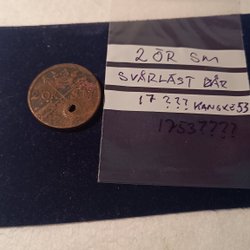 2 ÖR SM
SVÅRLÄST ÅR
17 ??? KANSKE 53
1753????